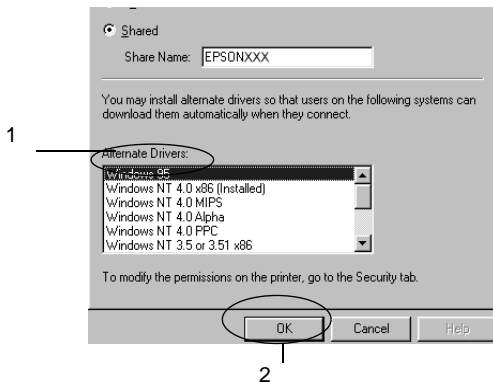 Shared
Share Name: EPSONXXX
You may install alternate drivers so that users on the following systems can
download them automatically when they connect.
1
Alternate Drivers:
Windows 95
Windows NT 4.0 x86 (Installed)
Windows NT 4.0 MIPS
Windows NT 4.0 Alpha
Windows NT 4.0 PPC
Windows NT 3.5 or 3.51 x86
To modify the permissions on the printer, go to the Security tab.
OK Cancel Help
2